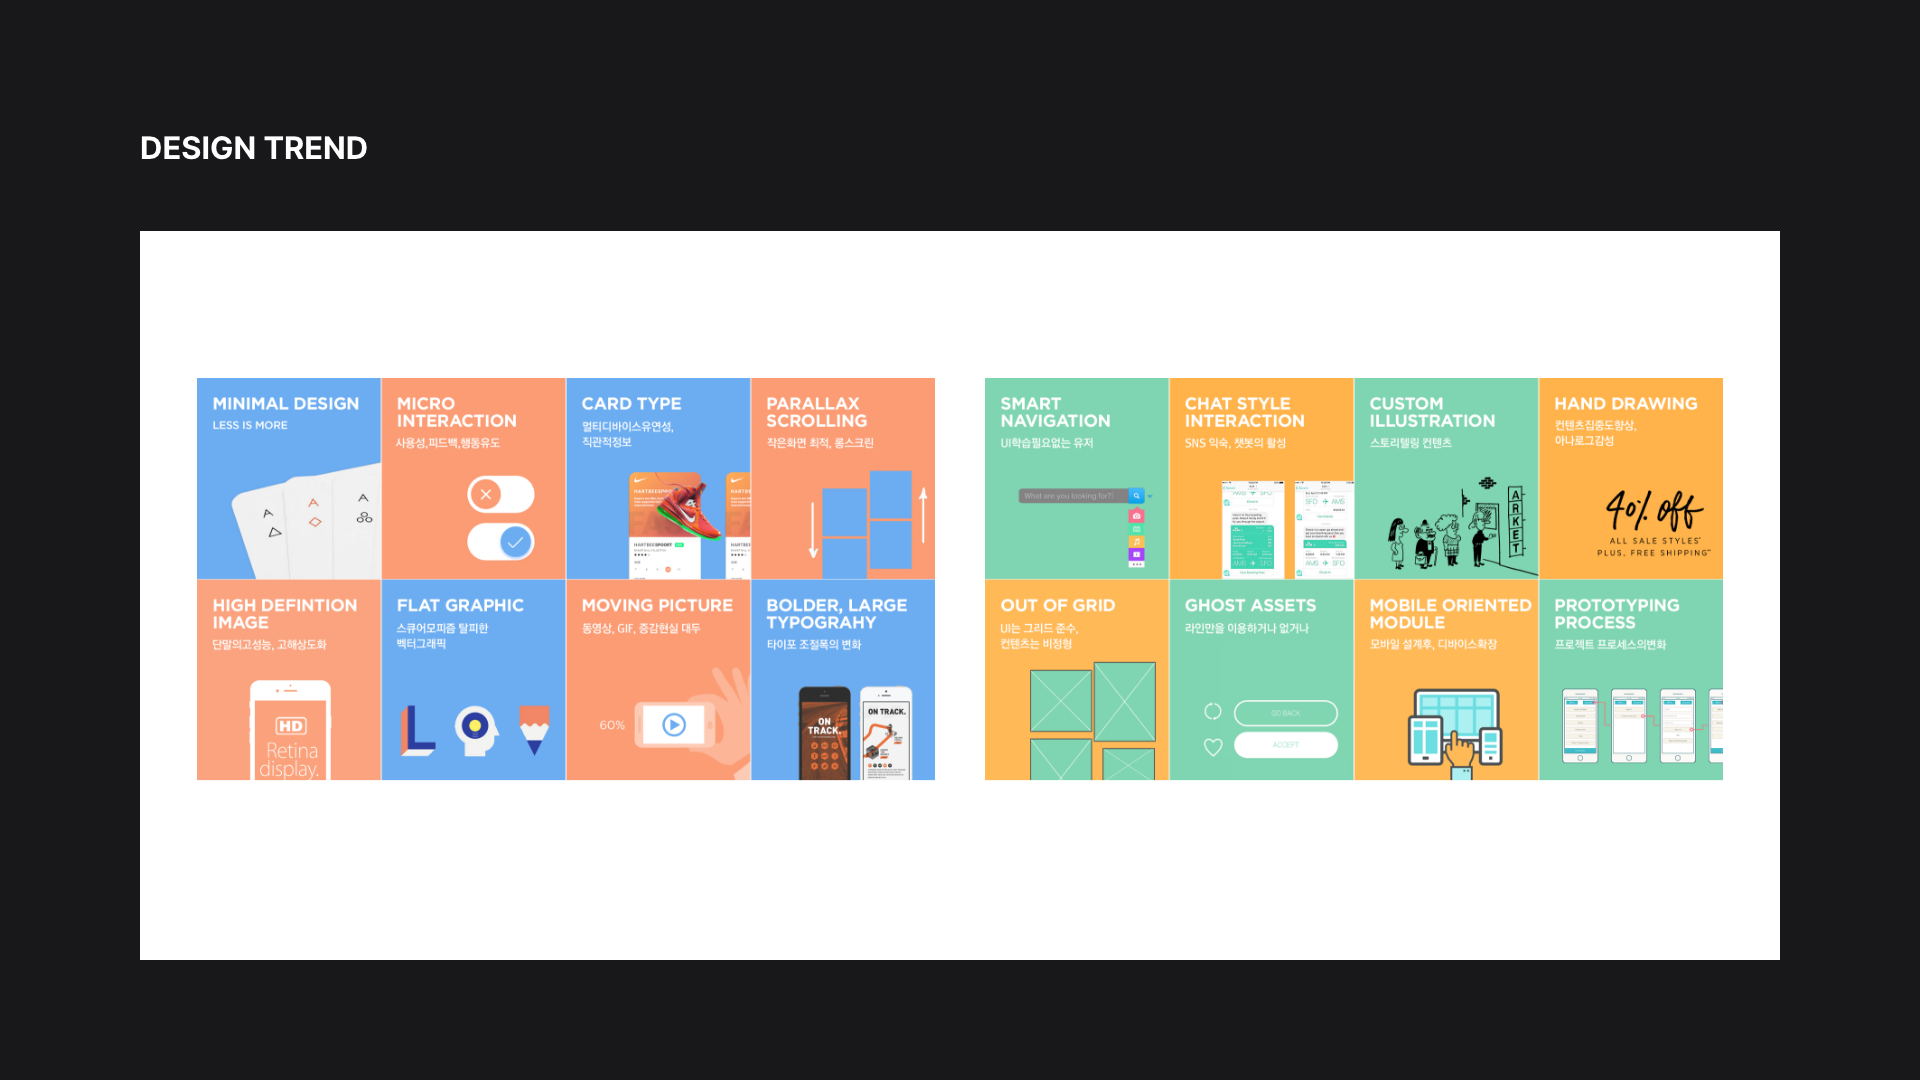 DESIGN TREND
MINIMAL DESIGN
LESS IS MORE
A
A
A
MICRO
INTERACTION
사용성,피드백,행동유도
CARD TYPE
멀티디바이스유연성,
직관적정보
PARALLAX
SCROLLING
작은화면 최적, 롱스크린
HIGH DEFINTION
IMAGE
단말의고성능, 고해상도화
HD
Retina
display.
FLAT GRAPHIC
스큐어모피즘 탈피한
벡터그래픽
MOVING PICTURE
동영상, GIF, 증감현실 대두
60%
BOLDER, LARGE
TYPOGRAHY
타이포 조절폭의 변화
ON
TRACK.
ON TRACK.
SMART
NAVIGATION
UI학습필요없는 유저
What are you looking for?!
CHAT STYLE
INTERACTION
SNS 익숙, 챗봇의 활성
AMS SFO
SFO AMS
AMS SFO
AMS SFO
CUSTOM
ILLUSTRATION
스토리텔링 컨텐츠
ARKET
HAND DRAWING
컨텐츠집중도향상,
아나로그감성
40% off
ALL SALE STYLES*
PLUS, FREE SHIPPING**
OUT OF GRID
UI는 그리드 준수,
컨텐츠는 비정형
GHOST ASSETS
라인만을 이용하거나 없거나
GO BACK
ACCEPT
MOBILE ORIENTED
MODULE
모바일 설계후, 디바이스확장
PROTOTYPING
PROCESS
프로젝트 프로세스의변화